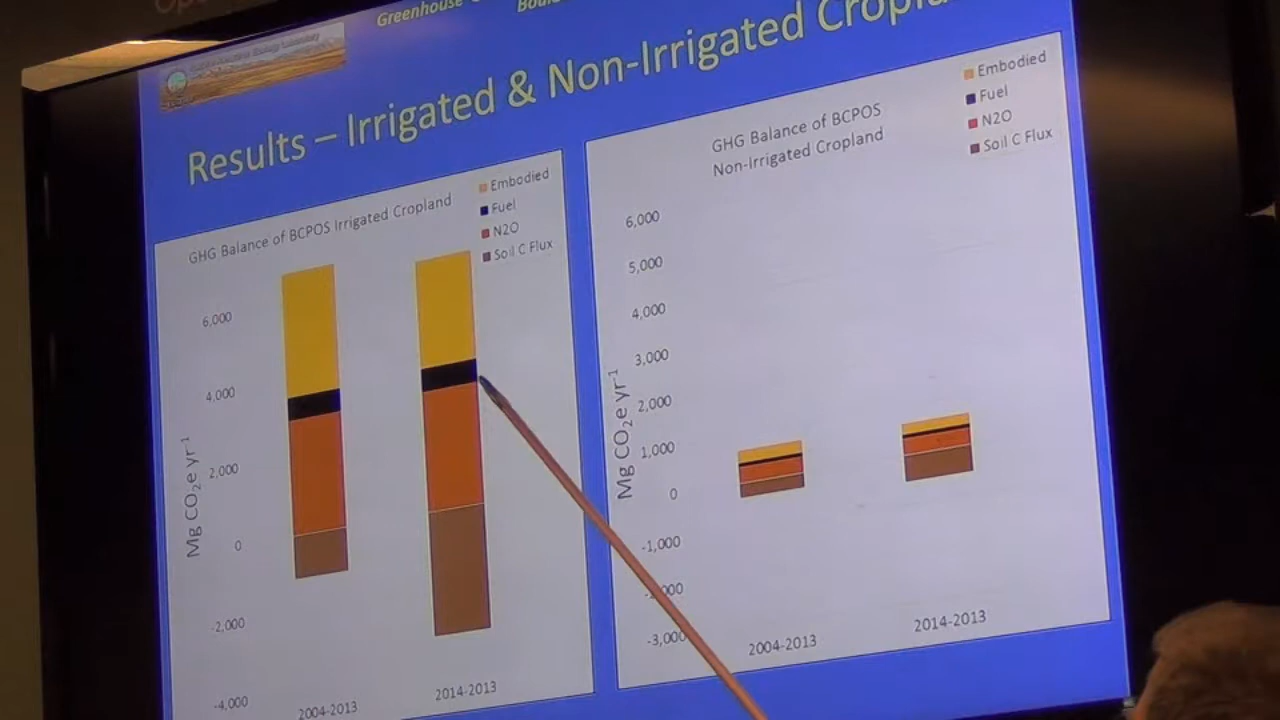 Greenhouse
Results – Irrigated & Non-Irrigated
GHG Balance of BCPOS Irrigated Cropland
Embodied
Fuel
N2O
Soil C Flux
6,000
4,000
2,000
0
-2,000
-4,000
Mg CO2e yr-1
2004-2013
2014-2013
GHG Balance of BCPOS
Non-Irrigated Cropland
Embodied
Fuel
N2O
Soil C Flux
6,000
5,000
4,000
3,000
2,000
1,000
0
-1,000
-2,000
-3,000
Mg CO2e yr-1
2004-2013
2014-2013